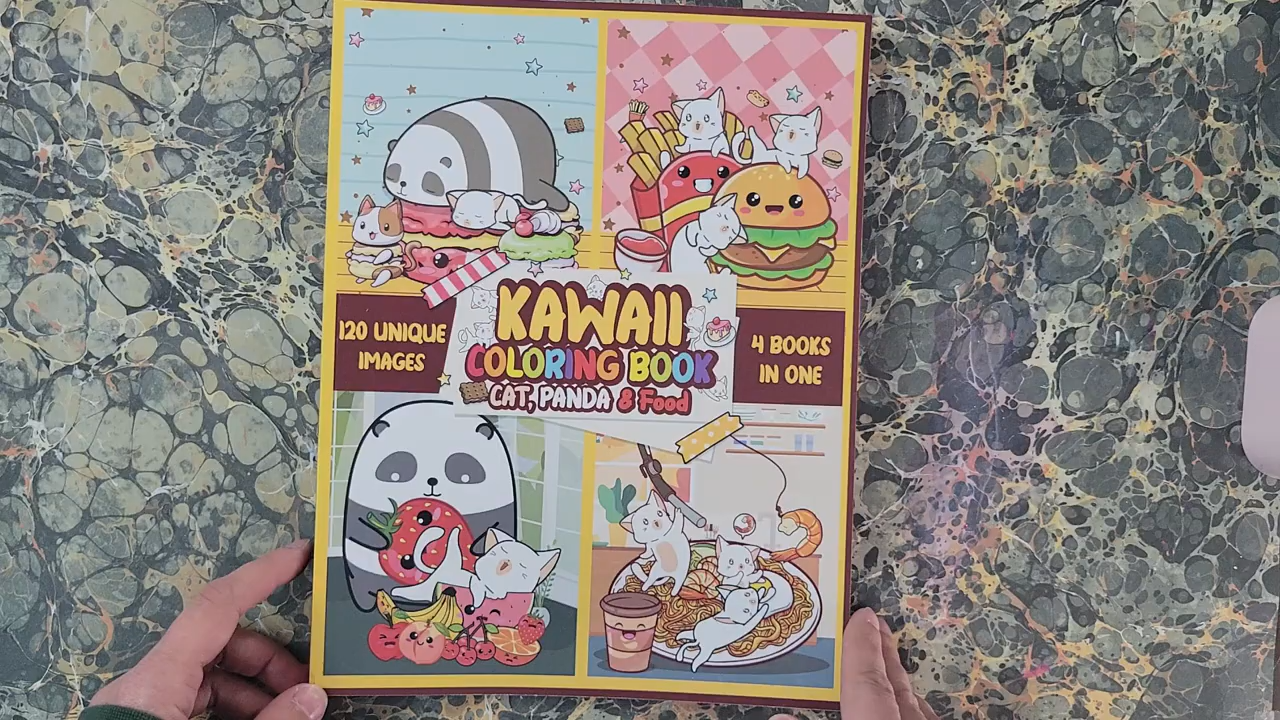 120 UNIQUE
IMAGES
KAWAII
COLORING BOOK
CAT, PANDA & Food
4 BOOKS
IN ONE